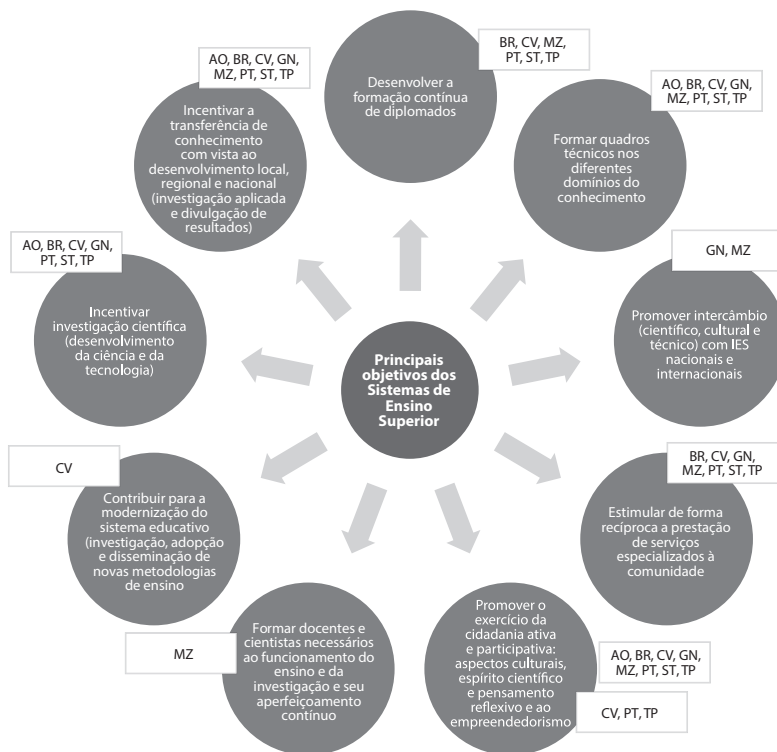 Principais
objetivos dos
Sistemas de
Ensino
Superior
BR, CV, MZ,
PT, ST, TP
Desenvolver a
formação contínua
de diplomados
AO, BR, CV, GN,
MZ, PT, ST, TP
Formar quadros
técnicos nos
diferentes
domínios do
conhecimento
GN, MZ
Promover intercâmbio
(científico, cultural e
técnico) com IES
nacionais e
internacionais
BR, CV, GN,
MZ, PT, ST, TP
Estimular de forma
recíproca a prestação
de serviços
especializados à
comunidade
Promover o
exercício da
cidadania ativa
e participativa:
aspectos culturais,
espírito científico
e pensamento
reflexivo e ao
empreendedorismo
AO, BR, CV, GN,
MZ, PT, ST, TP
CV, PT, TP
MZ
Formar docentes e
cientistas necessários
ao funcionamento do
ensino e da
investigação e seu
aperfeiçoamento
contínuo
CV
Contribuir para a
modernização do
sistema educativo
(investigação, adopção
e disseminação de
novas metodologias
de ensino
AO, BR, CV, GN,
PT, ST, TP
Incentivar
investigação científica
(desenvolvimento
da ciência e da
tecnologia)
AO, BR, CV, GN,
MZ, PT, ST, TP
Incentivar a
transferência de
conhecimento
com vista ao
desenvolvimento local,
regional e nacional
(investigação aplicada
e divulgação de
resultados)